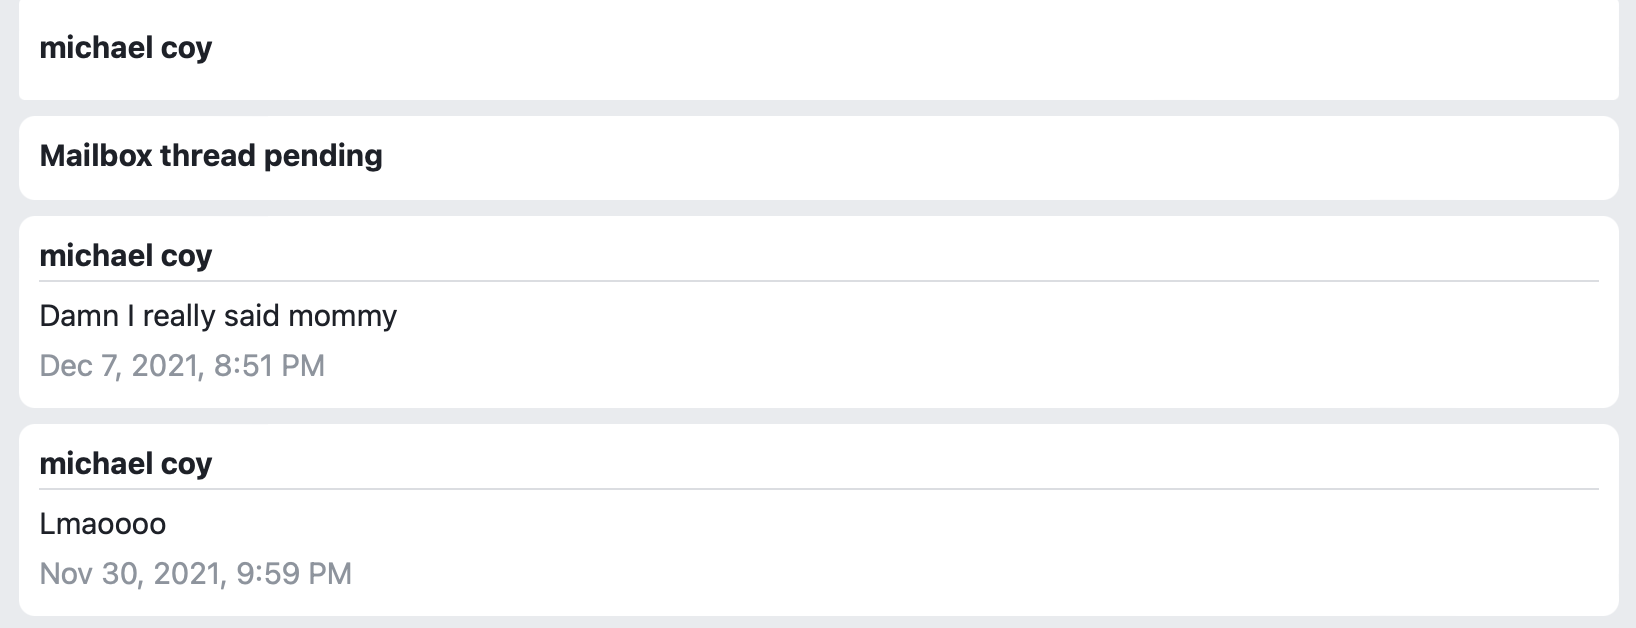 michael coy
Mailbox thread pending
michael coy
Damn I really said mommy
Dec 7, 2021, 8:51 PM
michael coy
Lmaoooo
Nov 30, 2021, 9:59 PM